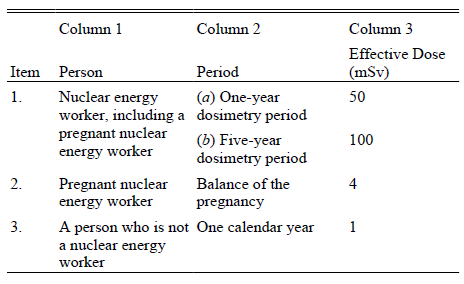 Column 1 Column 2 Column 3
Effective Dose
Item Person Period (mSv)
1. Nuclear energy (a) One-year 50
worker, including a dosimetry period
pregnant nuclear (b) Five-year 100
energy worker dosimetry period
2. Pregnant nuclear Balance of the 4
energy worker pregnancy
3. A person who is not One calendar year 1
a nuclear energy
worker